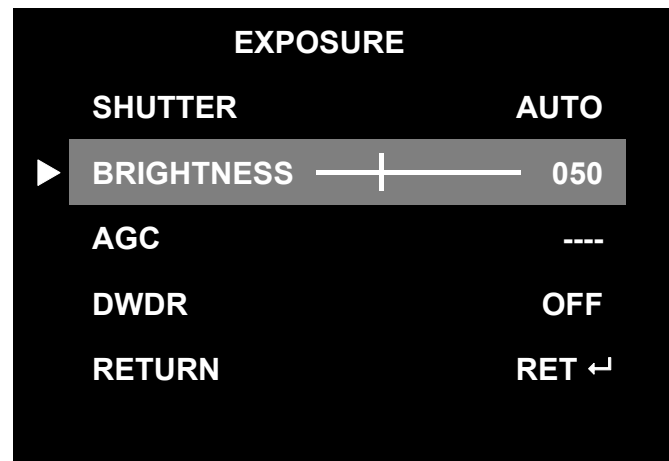 EXPOSURE
SHUTTER AUTO
BRIGHTNESS 050
AGC ----
DWDR OFF
RETURN RET ↵